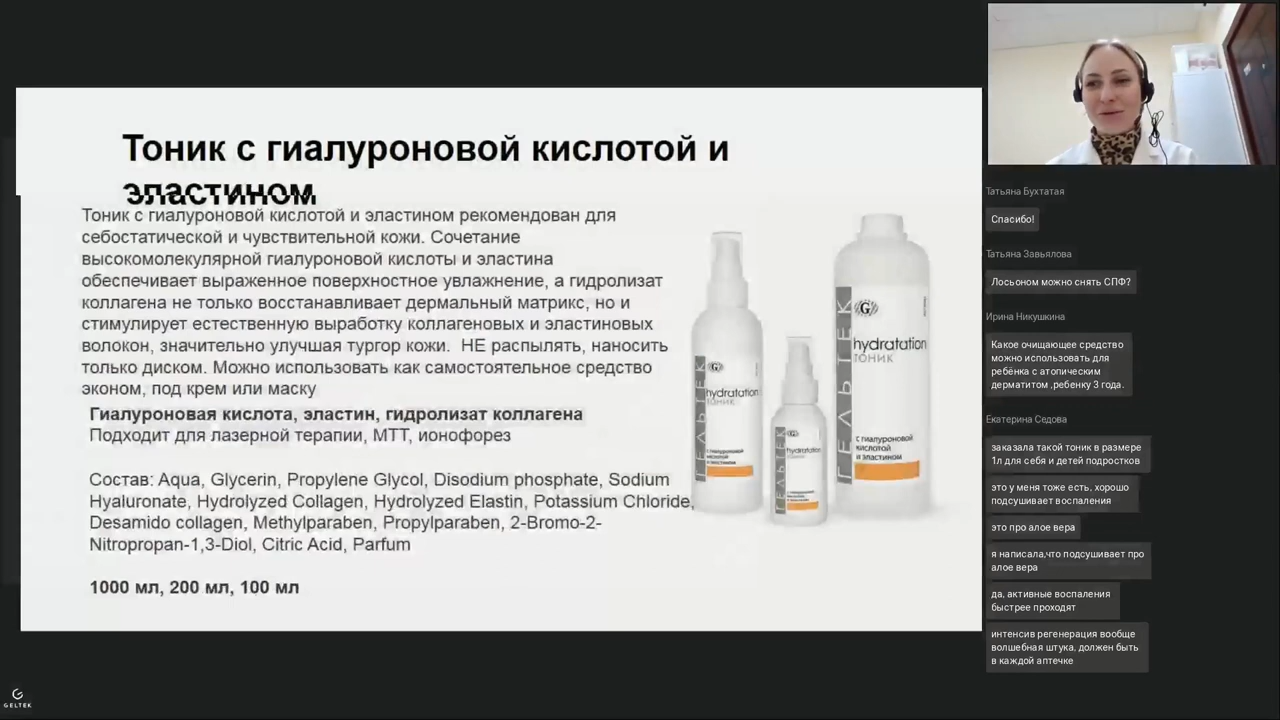 Тоник с гиалуроновой кислотой и
эластином
Тоник с гиалуроновой кислотой и эластином рекомендован для
себостатической и чувствительной кожи. Сочетание
высокомолекулярной гиалуроновой кислоты и эластина
обеспечивает выраженное поверхностное увлажнение, а гидролизат
коллагена не только восстанавливает дермальный матрикс, но и
стимулирует естественную выработку коллагеновых и эластиновых
волокон, значительно улучшая тургор кожи. НЕ распылять, наносить
только диском. Можно использовать как самостоятельное средство
эконом, под крем или маску
Гиалуроновая кислота, эластин, гидролизат коллагена
Подходит для лазерной терапии, МТТ, ионофорез
Состав: Aqua, Glycerin, Propylene Glycol, Disodium phosphate, Sodium
Hyaluronate, Hydrolyzed Collagen, Hydrolyzed Elastin, Potassium Chloride,
Desamido collagen, Methylparaben, Propylparaben, 2-Bromo-2-
Nitropropan-1,3-Diol, Citric Acid, Parfum
1000 мл, 200 мл, 100 мл
G
ГЕЛЬТЕК
hydratation
ТОНИК
с гиалуроновой
кислотой
и эластином
G
ГЕЛЬТЕК
hydratation
G
ГЕЛЬТЕК
hydratation
ТОНИК
с гиалуроновой
кислотой
и эластином
Татьяна Бухтатая
Спасибо!
Татьяна Завьялова
Лосьоном можно снять СПФ?
Ирина Никушкина
Какое очищающее средство
можно использовать для
ребёнка с атопическим
дерматитом ,ребенку 3 года.
Екатерина Седова
заказала такой тоник в размере
1л для себя и детей подростков
это у меня тоже есть, хорошо
подсушивает воспаления
это про алое вера
я написала,что подсушивает про
алое вера
да, активные воспаления
быстрее проходят
интенсив регенерация вообще
волшебная штука, должен быть
в каждой аптечке
GELTEK